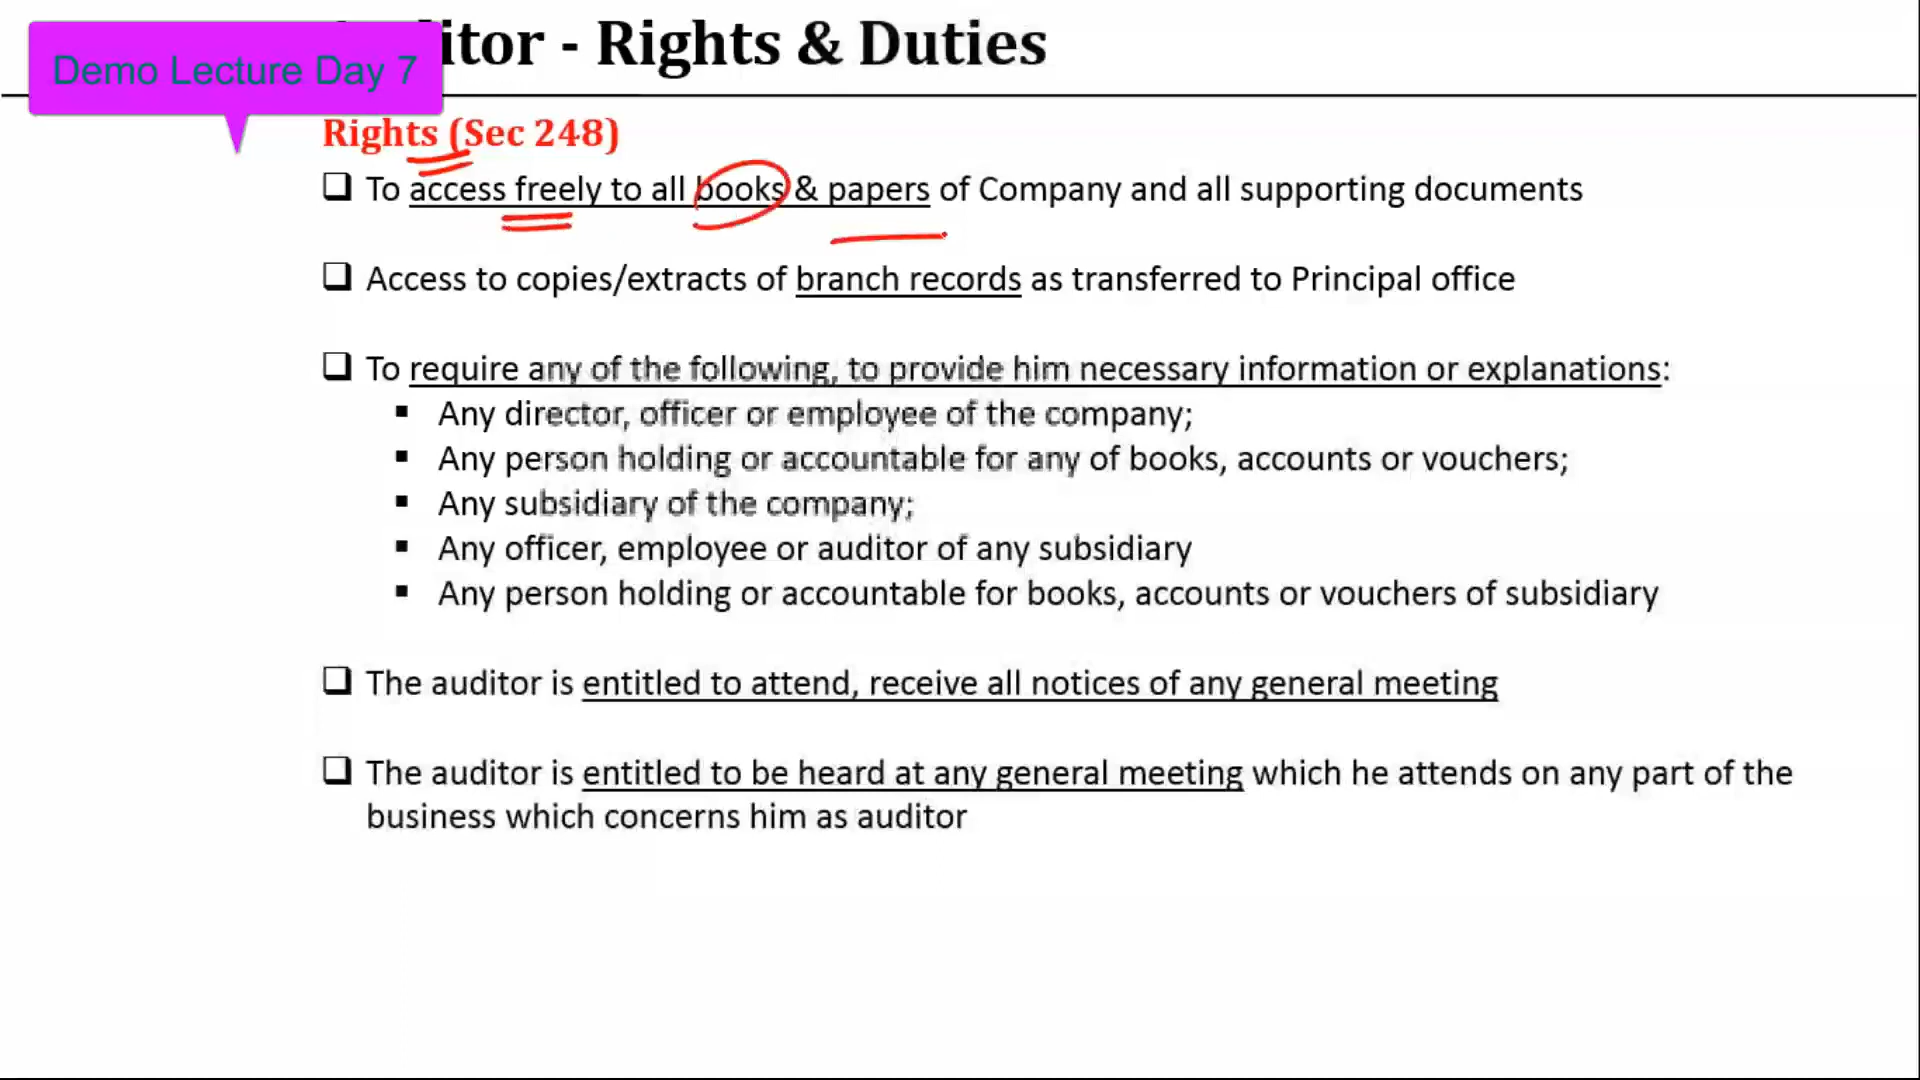 itor - Rights & Duties
Demo Lecture Day 7
Rights (Sec 248)
To access freely to all books & papers of Company and all supporting documents
Access to copies/extracts of branch records as transferred to Principal office
To require any of the following, to provide him necessary information or explanations:
Any director, officer or employee of the company;
Any person holding or accountable for any of books, accounts or vouchers;
Any subsidiary of the company;
Any officer, employee or auditor of any subsidiary
Any person holding or accountable for books, accounts or vouchers of subsidiary
The auditor is entitled to attend, receive all notices of any general meeting
The auditor is entitled to be heard at any general meeting which he attends on any part of the
business which concerns him as auditor